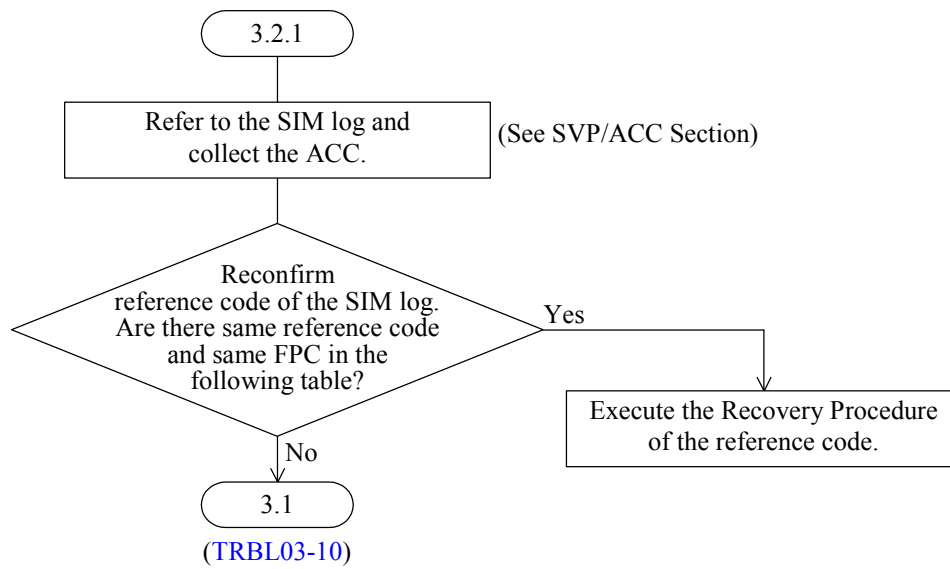 3.2.1
Refer to the SIM log and
collect the ACC.
(See SVP/ACC Section)
Reconfirm
reference code of the SIM log.
Are there same reference code
and same FPC in the
following table?
Yes
Execute the Recovery Procedure
of the reference code.
No
3.1
(TRBL03-10)